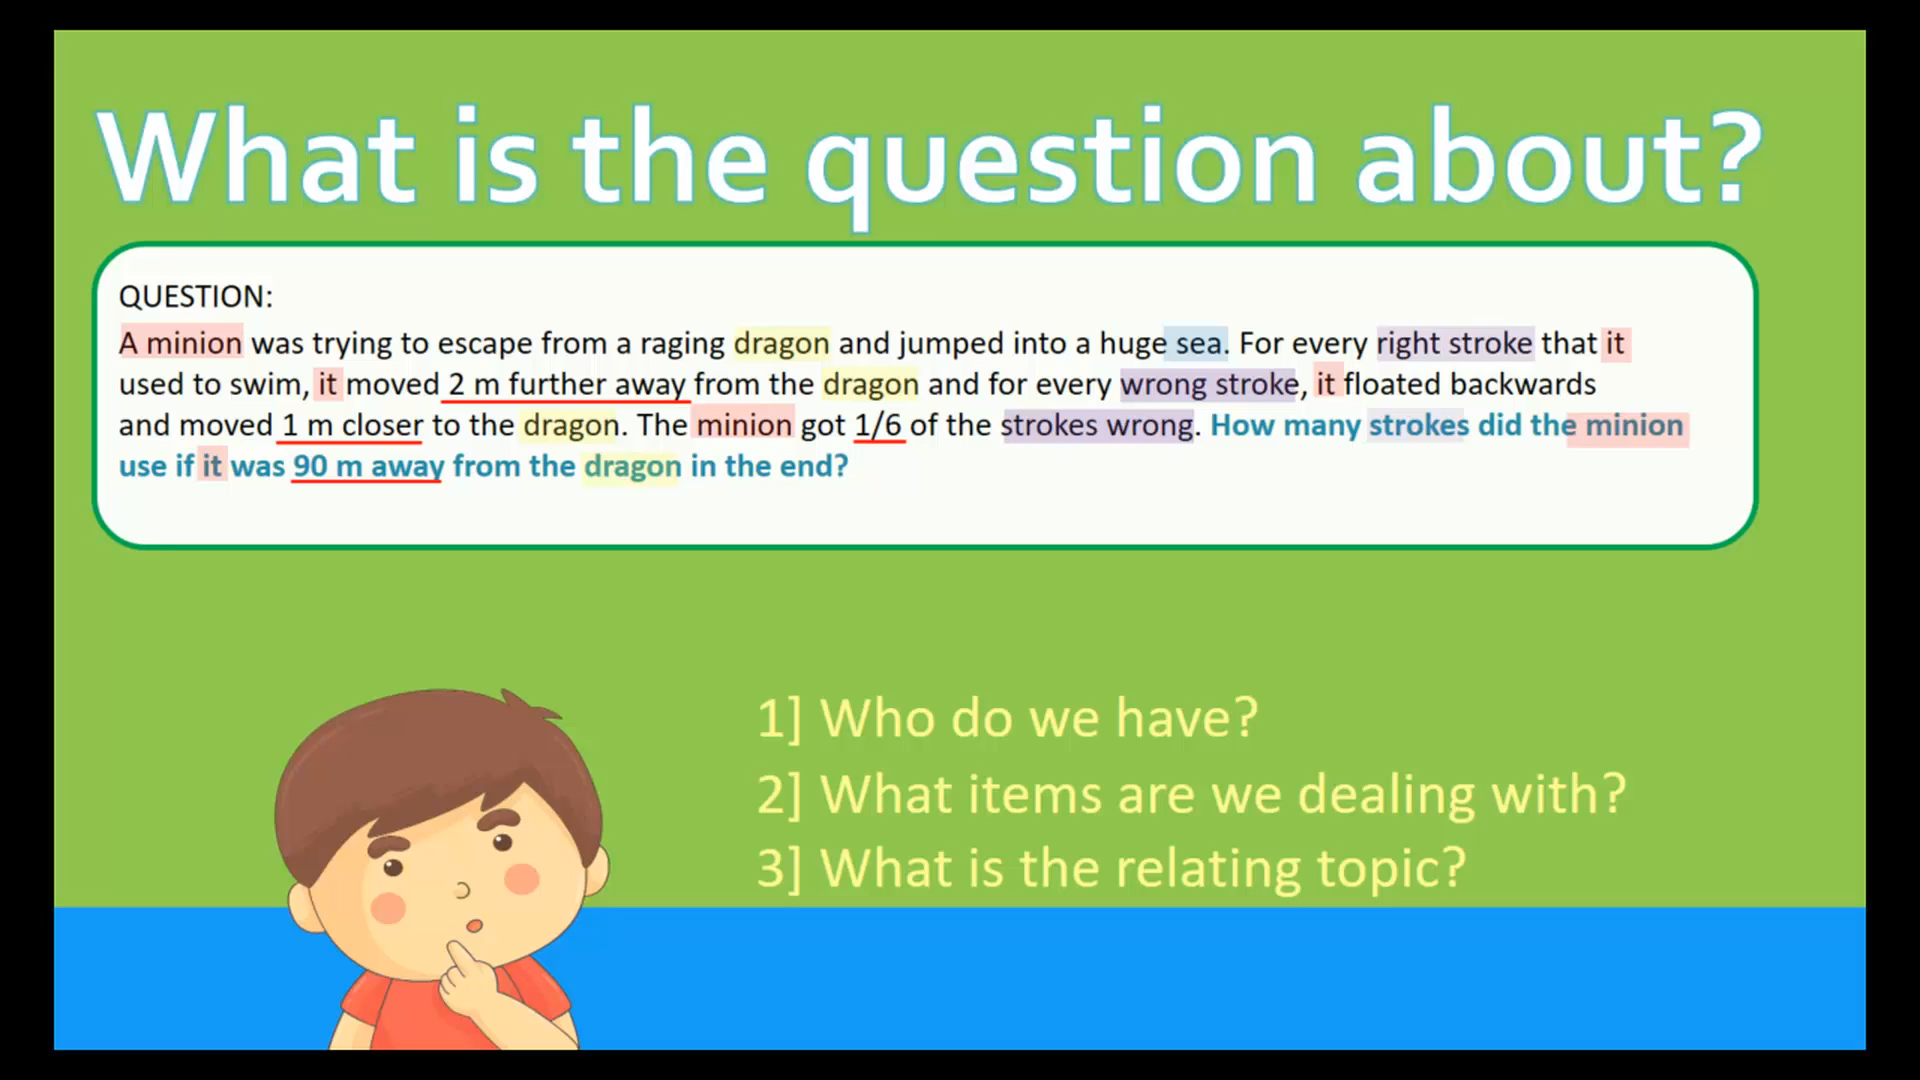 What is the question about?
QUESTION:
A minion was trying to escape from a raging dragon and jumped into a huge sea. For every right stroke that it
used to swim, it moved 2 m further away from the dragon and for every wrong stroke, it floated backwards
and moved 1 m closer to the dragon. The minion got 1/6 of the strokes wrong. How many strokes did the minion
use if it was 90 m away from the dragon in the end?
1] Who do we have?
2] What items are we dealing with?
3] What is the relating topic?